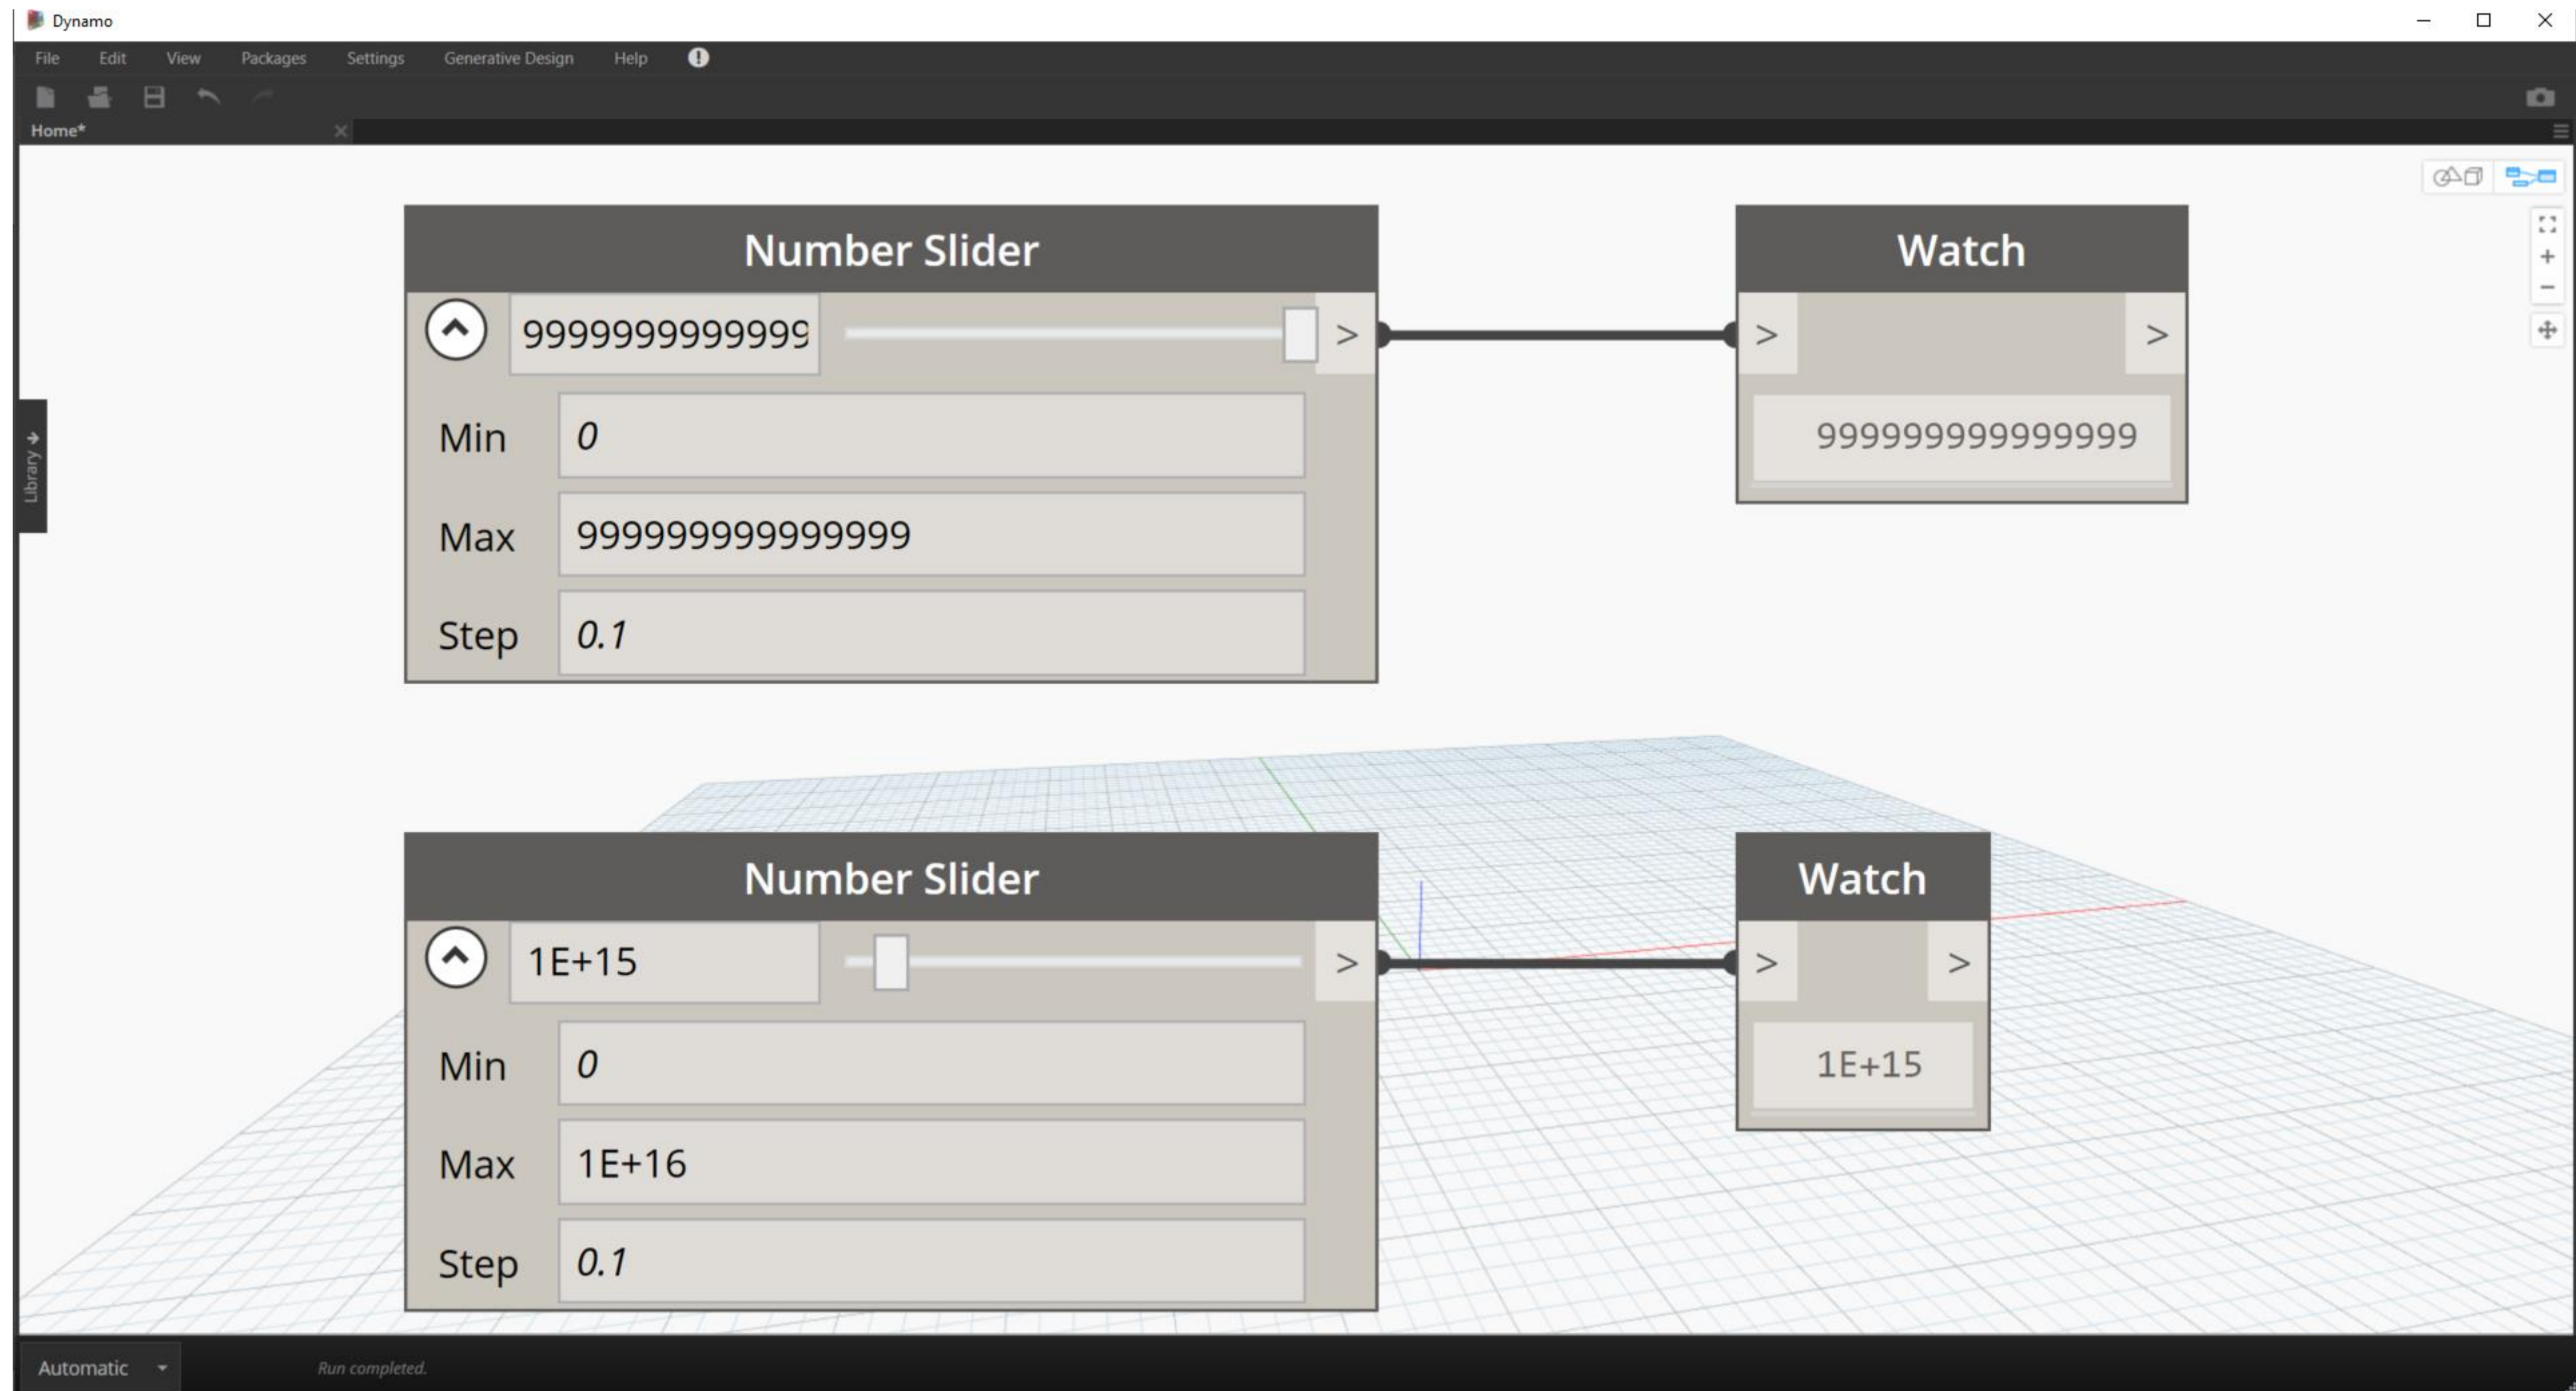 Dynamo
File Edit View Packages Settings Generative Design Help
Home*
Library
Number Slider
9999999999999
>
Min 0
Max 999999999999999
Step 0.1
Watch
> >
999999999999999
Number Slider
1E+15
>
Min 0
Max 1E+16
Step 0.1
Watch
> >
1E+15
Automatic
Run completed.